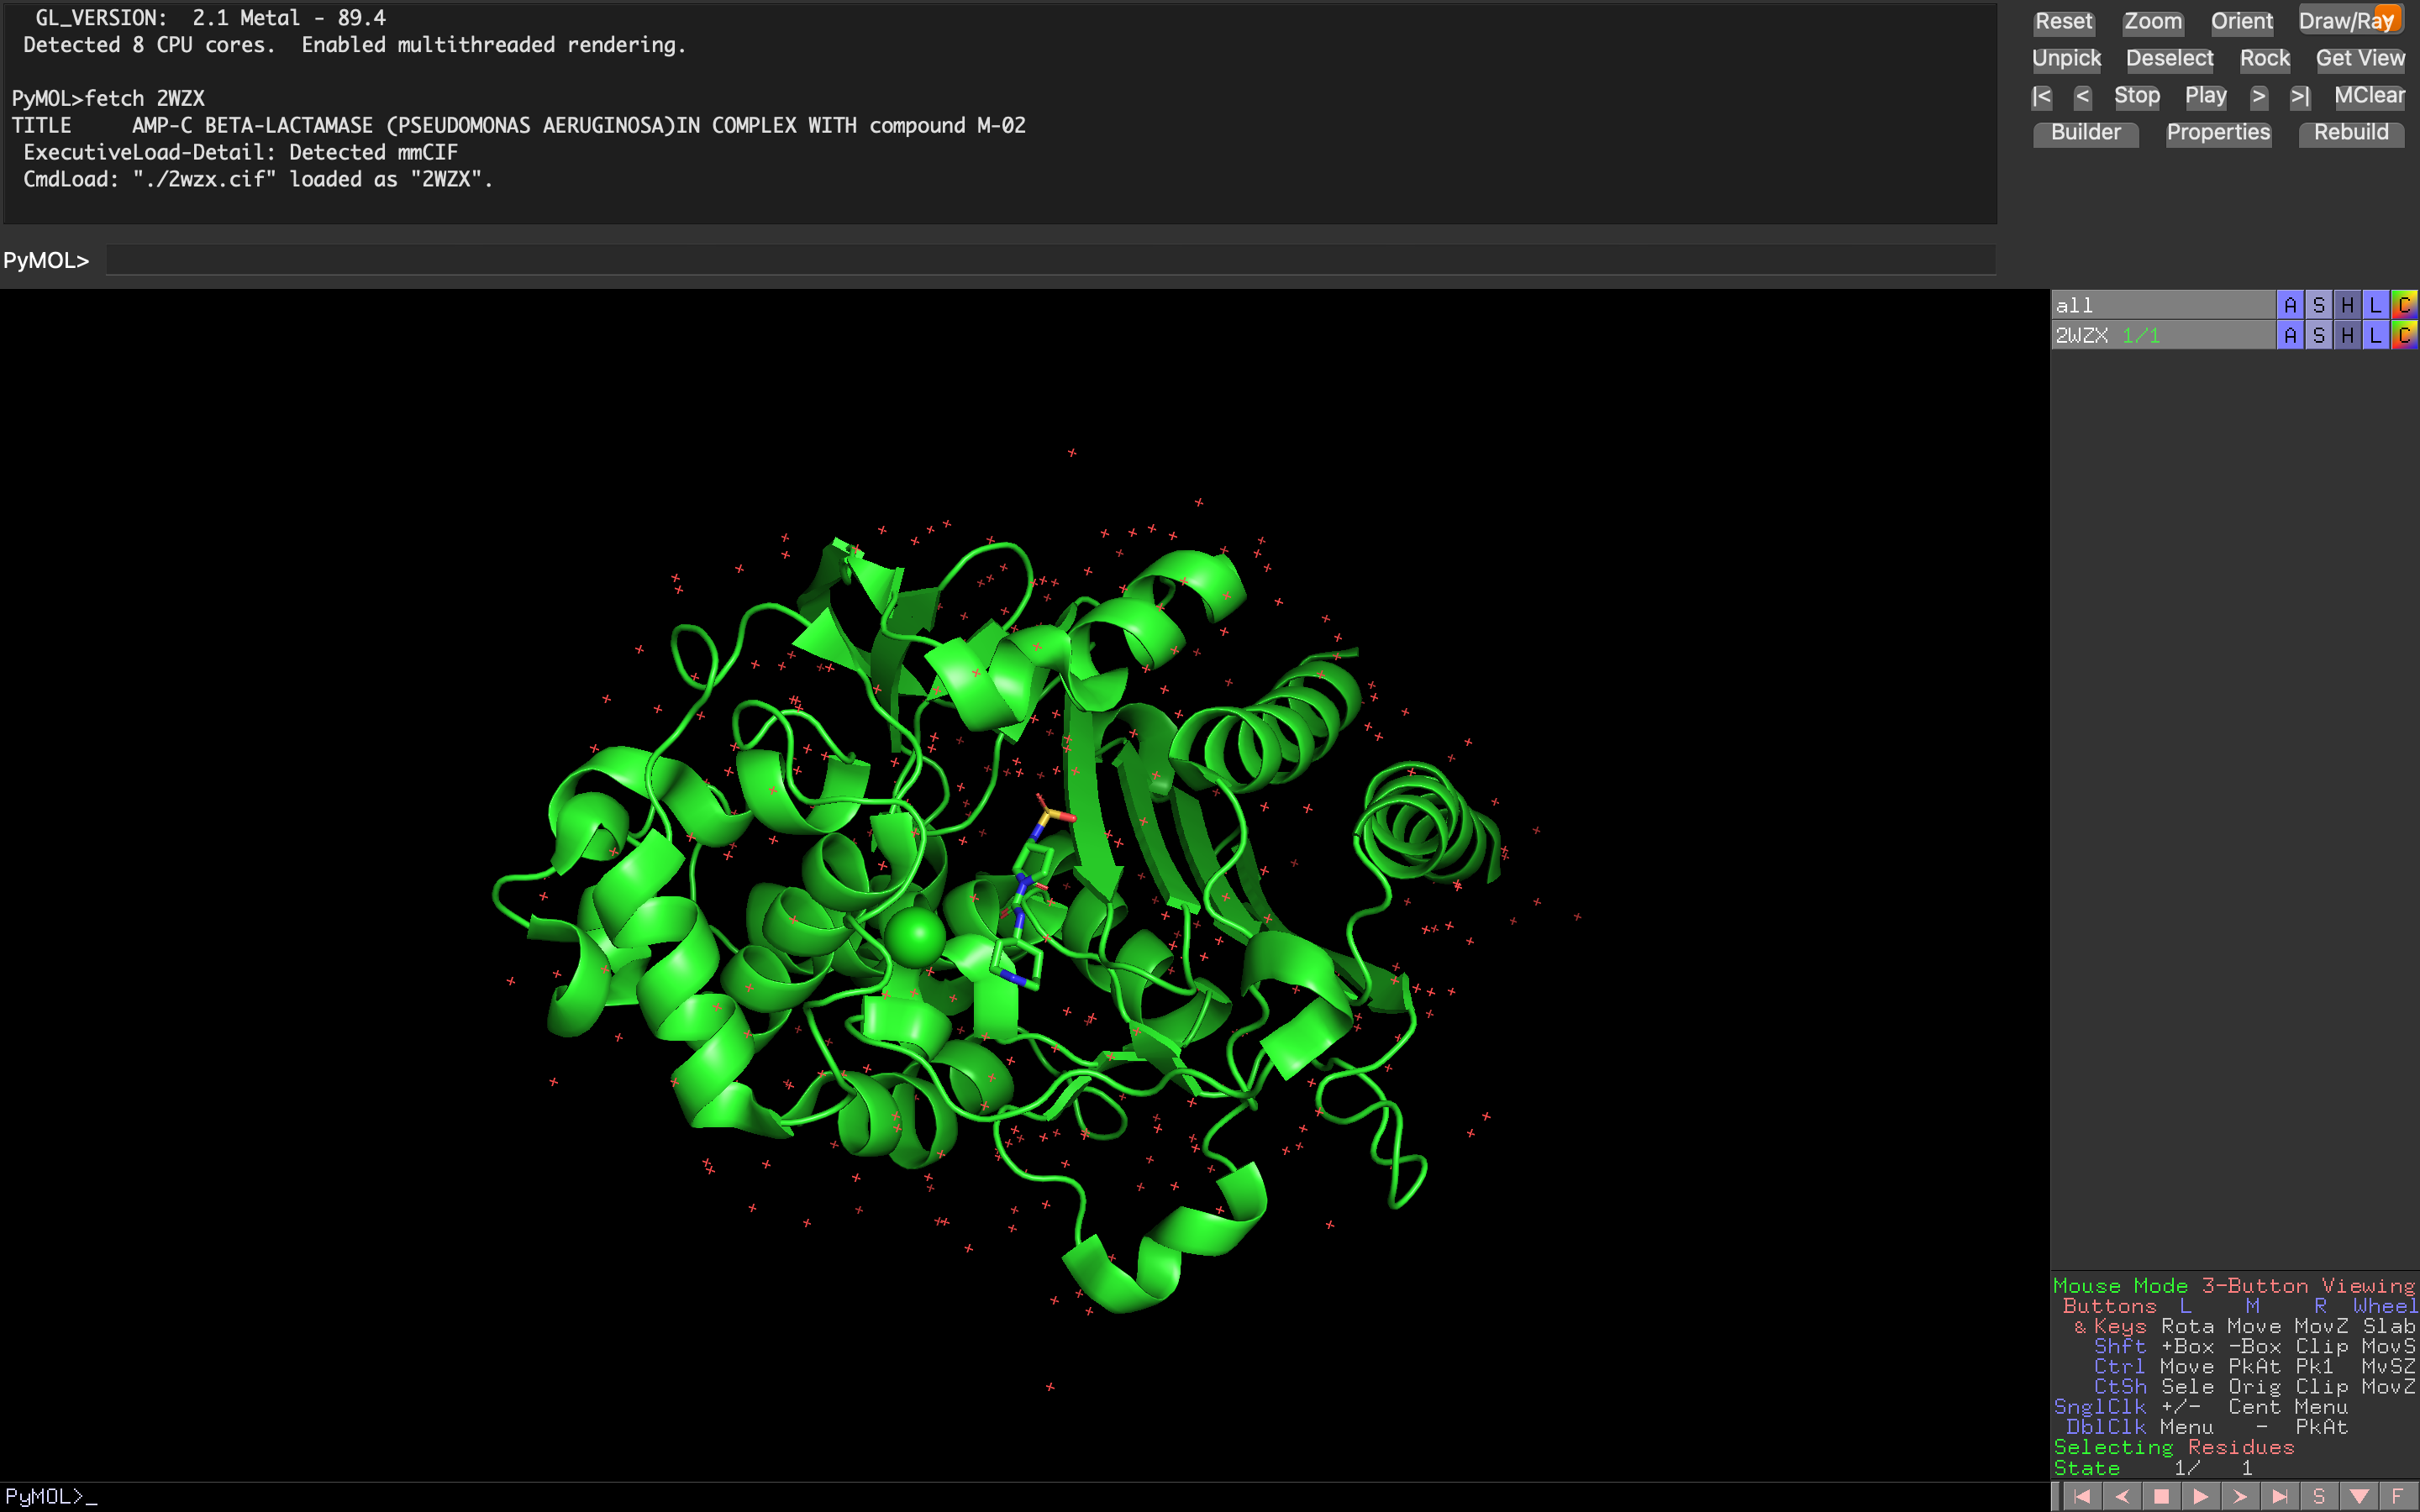 GL_VERSION:  2.1 Metal - 89.4
Detected 8 CPU cores.  Enabled multithreaded rendering.
PyMOL>fetch 2WZX
TITLE     AMP-C BETA-LACTAMASE (PSEUDOMONAS AERUGINOSA)IN COMPLEX WITH compound M-02
ExecutiveLoad-Detail: Detected mmCIF
CmdLoad: "./2wzx.cif" loaded as "2WZX".
PyMOL>
Reset Zoom Orient Draw/Ray
Unpick Deselect Rock Get View
|< < Stop Play > >| MClear
Builder Properties Rebuild
all A S H L C
2WZX 1/1 A S H L C
Mouse Mode 3-Button Viewing
Buttons L M R Wheel
& Keys Rota Move MovZ Slab
Shft +Box -Box Clip MovS
Ctrl Move PkAt Pk1 MvSZ
CtSh Sele Orig Clip MovZ
SnglClk +/- Cent Menu
DblClk Menu - PkAt
Selecting Residues
State 1/ 1
PyMOL>_
S F